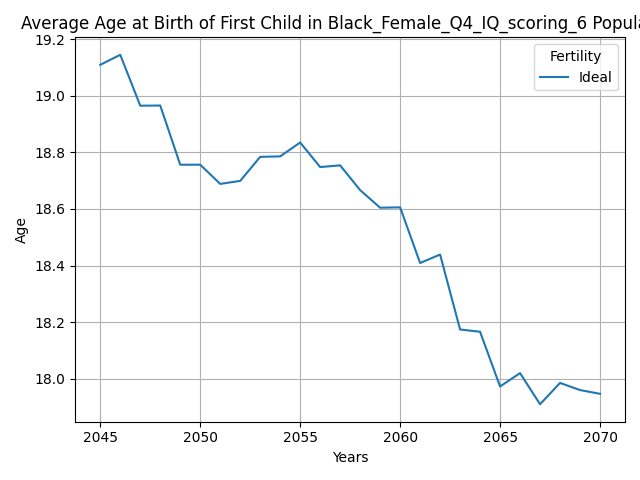 Average Age at Birth of First Child in Black_Female_Q4_IQ_scoring_6 Popula
19.2
19.0
18.8
18.6
18.4
18.2
18.0
Age
Fertility
Ideal
2045 2050 2055 2060 2065 2070
Years